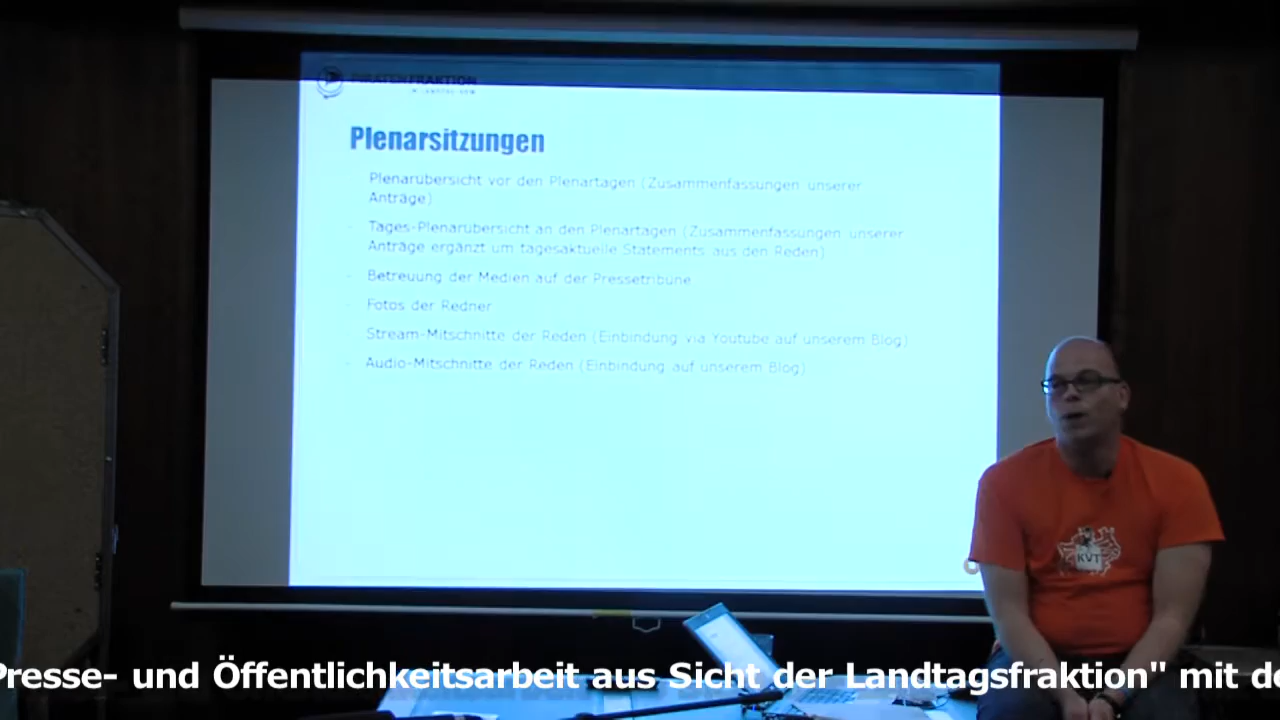 PIRATENFRAKTION
Plenarsitzungen
Plenarübersicht vor den Plenartagen (Zusammenfassungen unserer
Anträge)
- Tages-Plenarübersicht an den Plenartagen (Zusammenfassungen unserer
Anträge ergänzt um tagesaktuelle Statements aus den Reden)
- Betreuung der Medien auf der Pressetribüne
- Fotos der Redner
- Stream-Mitschnitte der Reden (Einbindung via Youtube auf unserem Blog)
- Audio-Mitschnitte der Reden (Einbindung auf unserem Blog)
KVT
Presse- und Öffentlichkeitsarbeit aus Sicht der Landtagsfraktion" mit de